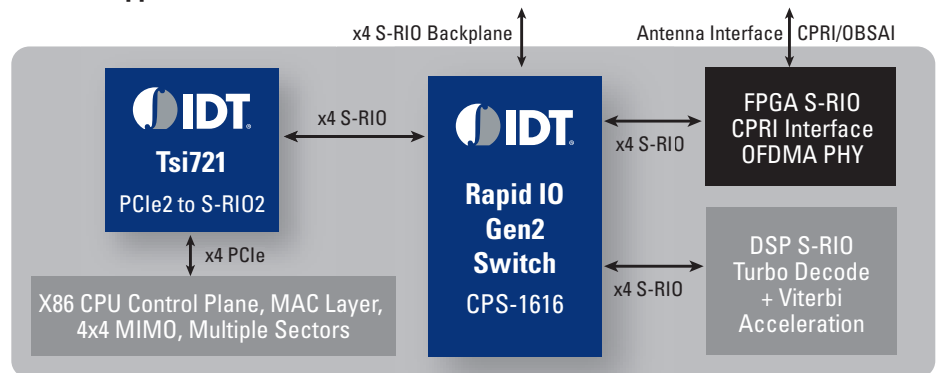 x4 S-RIO Backplane
Antenna Interface
CPRI/OBSAI
IDT.
Tsi721
PCIe2 to S-RIO2
x4 S-RIO
IDT.
Rapid IO
Gen2
Switch
CPS-1616
x4 S-RIO
FPGA S-RIO
CPRI Interface
OFDMA PHY
x4 PCIe
X86 CPU Control Plane, MAC Layer,
4x4 MIMO, Multiple Sectors
x4 S-RIO
DSP S-RIO
Turbo Decode
+ Viterbi
Acceleration